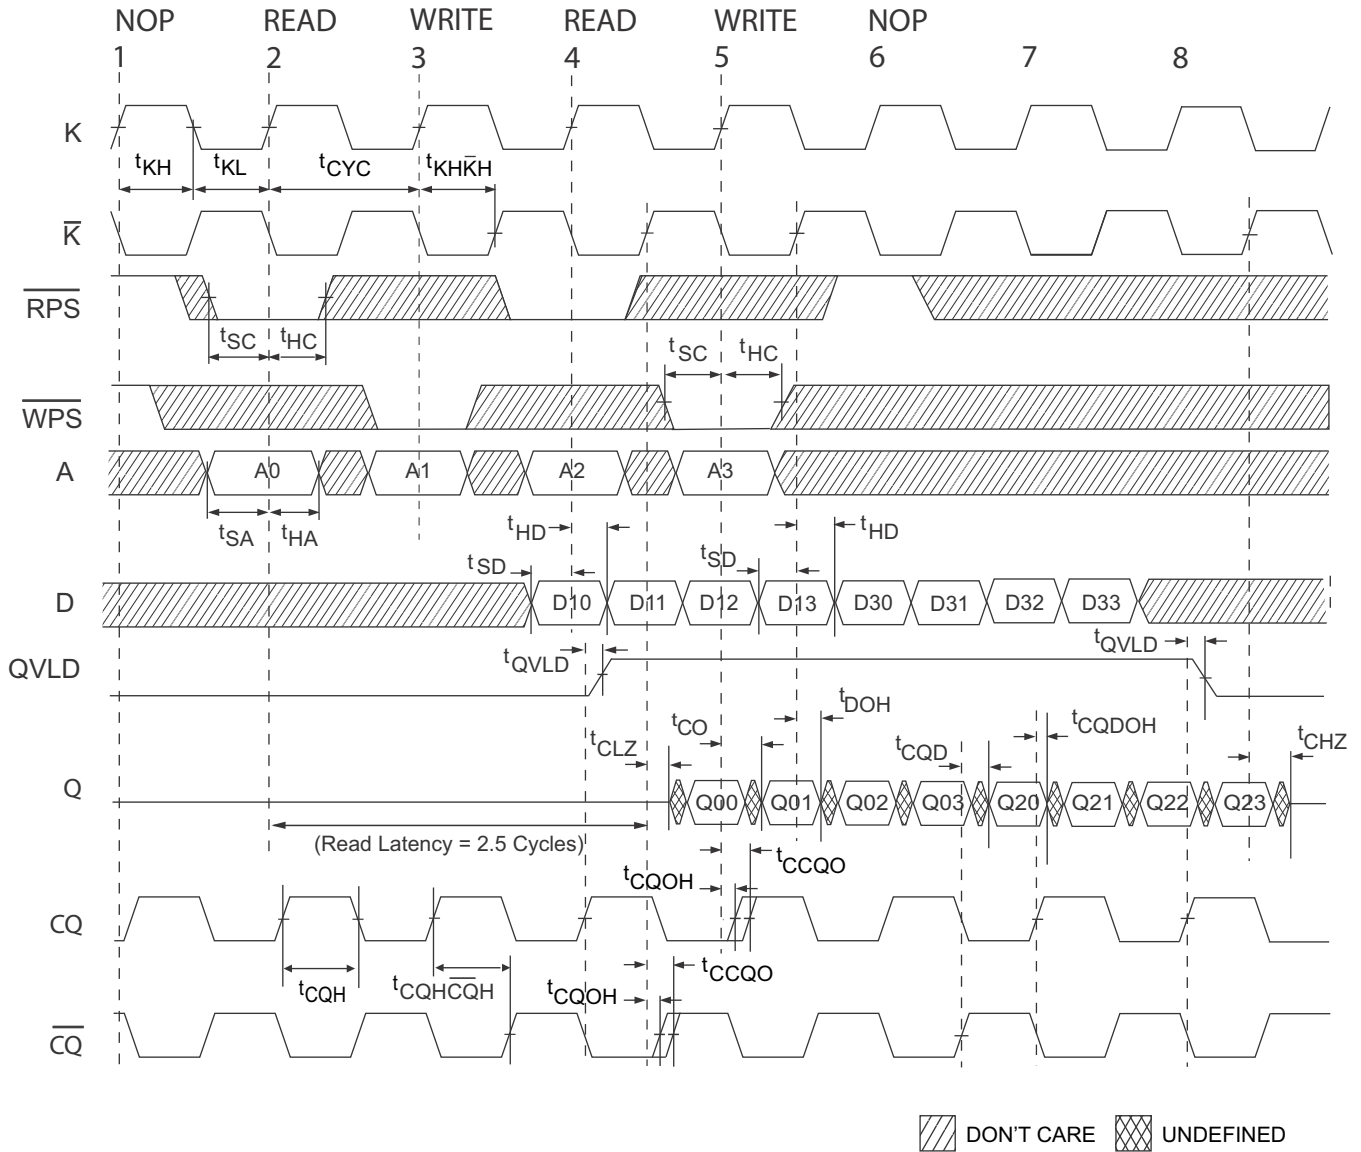 NOP READ WRITE READ WRITE NOP
1 2 3 4 5 6 7 8
K
tKH tKL tCYC tKHK̅H
K̅
R̅P̅S̅
tSC tHC tSC tHC
W̅P̅S̅
A A0 A1 A2 A3
tSA tHA tHD tHD
tSD tSD
D D10 D11 D12 D13 D30 D31 D32 D33
tQVLD tQVLD
QVLD
tCLZ tCO tDOH tCQD tCQDOH tCHZ
Q Q00 Q01 Q02 Q03 Q20 Q21 Q22 Q23
(Read Latency = 2.5 Cycles)
tCQOH tCCQO
CQ
tCQH tCQHC̅Q̅H tCQOH tCCQO
C̅Q̅
DON'T CARE UNDEFINED